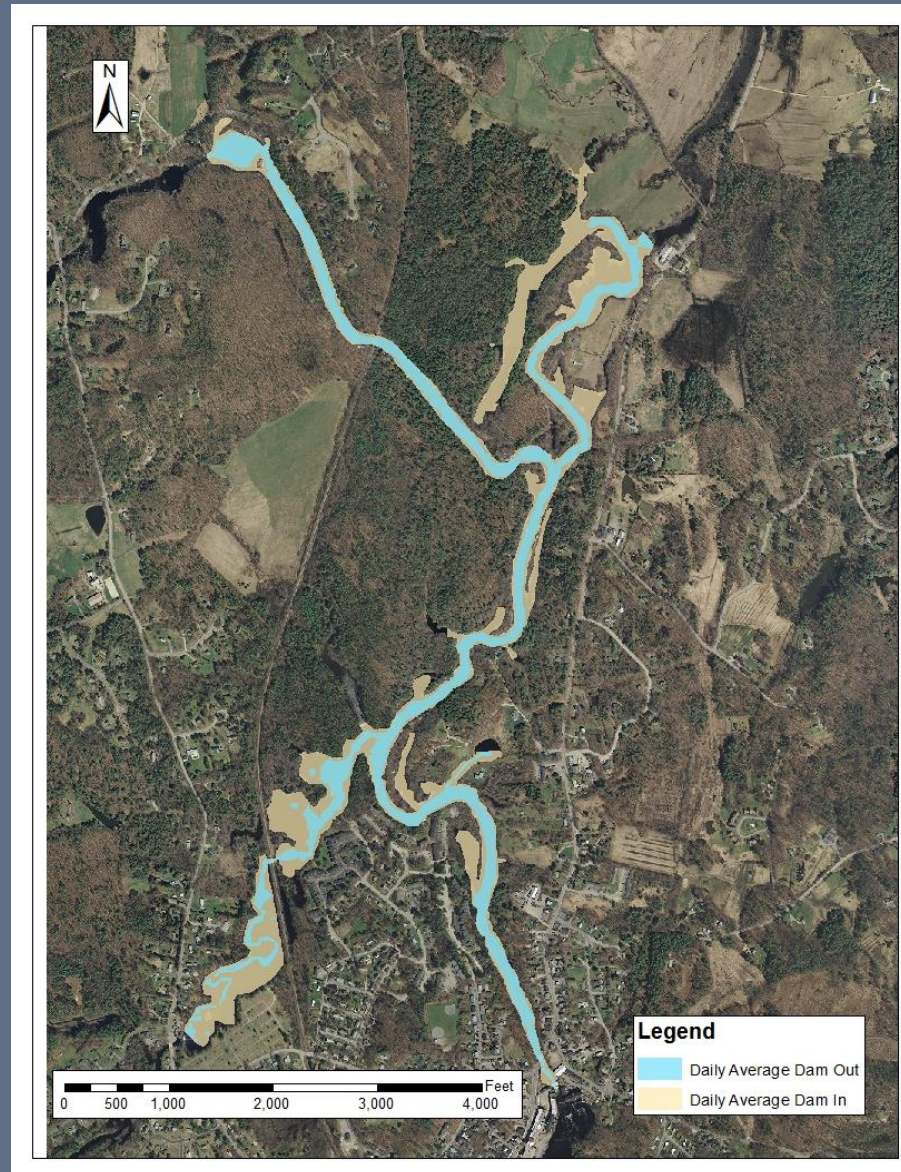 N
Legend
Daily Average Dam Out
Daily Average Dam In
Feet
0 500 1,000 2,000 3,000 4,000